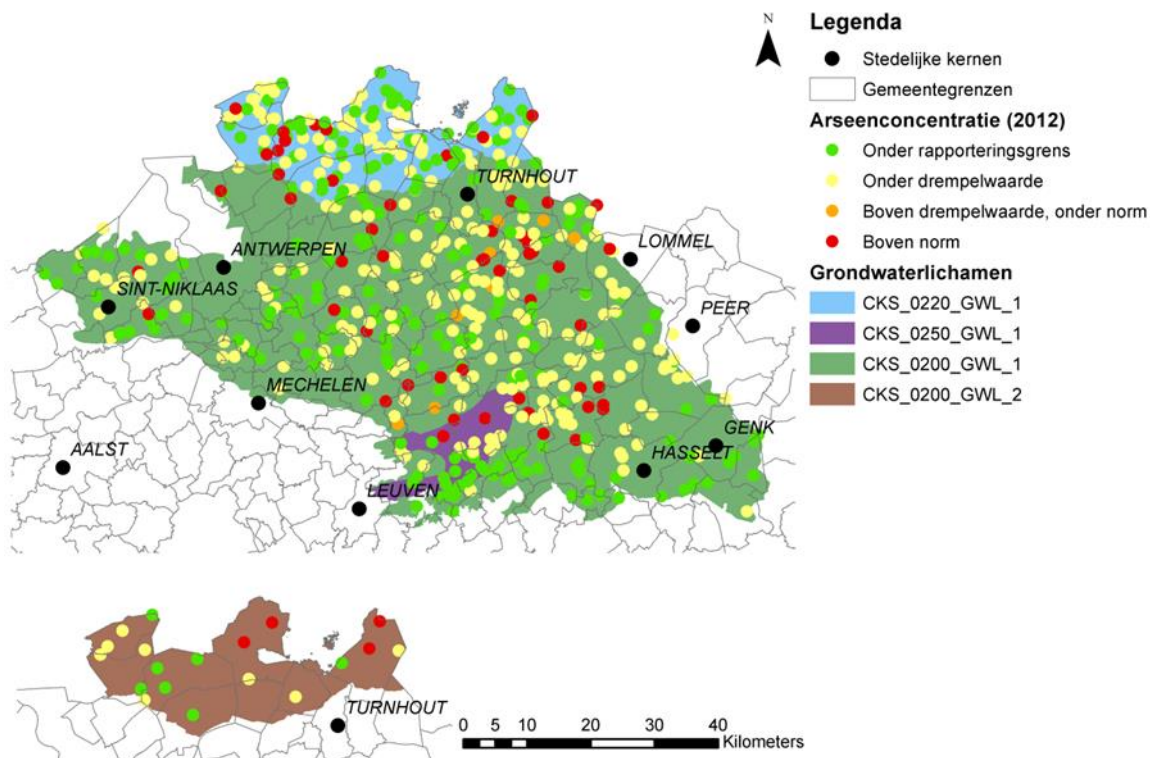 N
Legenda
Stedelijke kernen
Gemeentegrenzen
Arseenconcentratie (2012)
Onder rapporteringsgrens
Onder drempelwaarde
Boven drempelwaarde, onder norm
Boven norm
Grondwaterlichamen
CKS_0220_GWL_1
CKS_0250_GWL_1
CKS_0200_GWL_1
CKS_0200_GWL_2
TURNHOUT
ANTWERPEN
LOMMEL
SINT-NIKLAAS
PEER
MECHELEN
GENK
AALST
HASSELT
LEUVEN
TURNHOUT
0 5 10 20 30 40
Kilometers